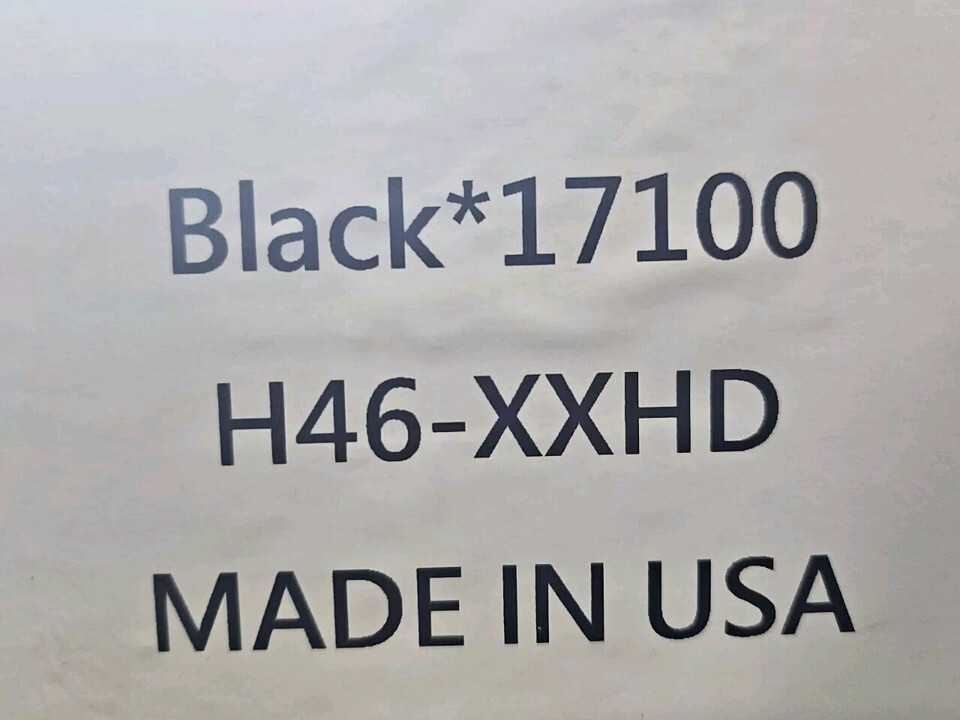 Black*17100
H46-XXHD
MADE IN USA